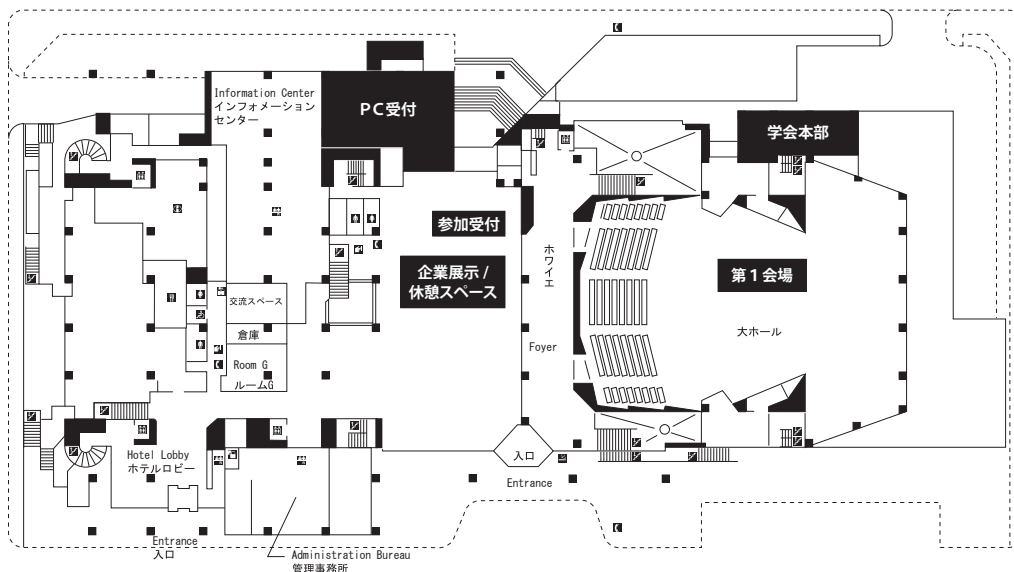 Information Center
インフォメーション
センター
PC受付
学会本部
参加受付
企業展示 /
休憩スペース
ホワイエ
第１会場
交流スペース
大ホール
倉庫
Foyer
Room G
ルームG
Hotel Lobby
ホテルロビー
入口
Entrance
Entrance
入口
Administration Bureau
管理事務所